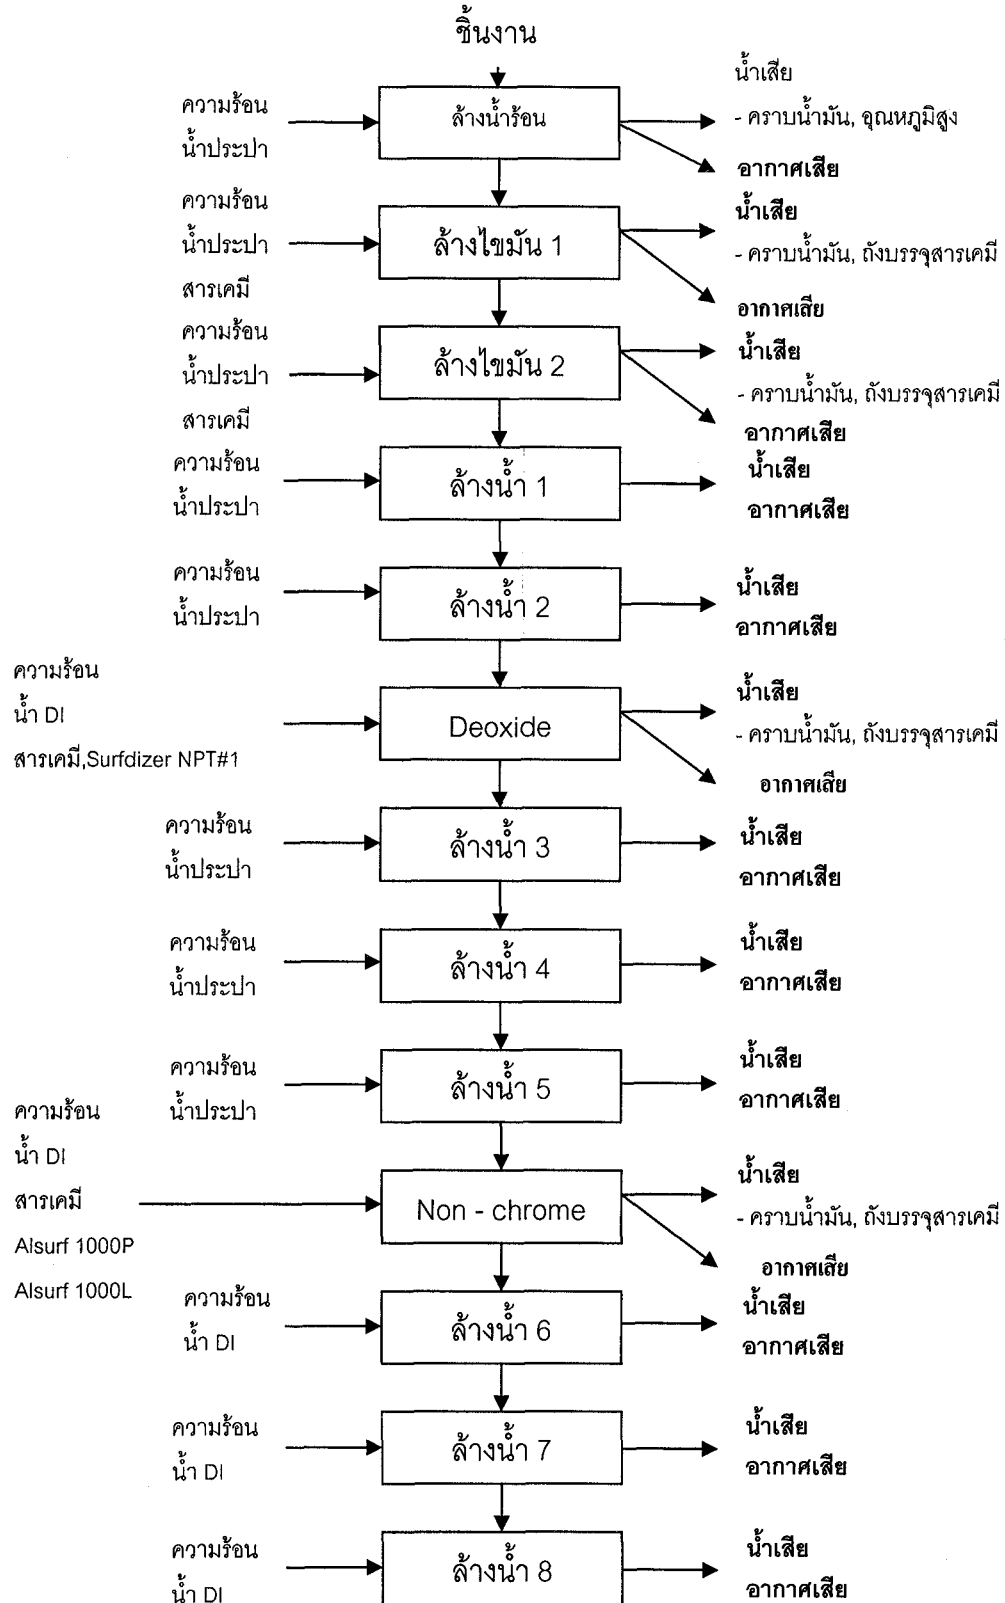 ชิ้นงาน
ความร้อน
น้ำประปา
ล้างน้ำร้อน
น้ำเสีย
- คราบน้ำมัน, อุณหภูมิสูง
อากาศเสีย
ความร้อน
น้ำประปา
สารเคมี
ล้างไขมัน 1
น้ำเสีย
- คราบน้ำมัน, ถังบรรจุสารเคมี
อากาศเสีย
ความร้อน
น้ำประปา
สารเคมี
ล้างไขมัน 2
น้ำเสีย
- คราบน้ำมัน, ถังบรรจุสารเคมี
อากาศเสีย
ความร้อน
น้ำประปา
ล้างน้ำ 1
น้ำเสีย
อากาศเสีย
ความร้อน
น้ำประปา
ล้างน้ำ 2
น้ำเสีย
อากาศเสีย
ความร้อน
น้ำ DI
สารเคมี,Surfdizer NPT#1
Deoxide
น้ำเสีย
- คราบน้ำมัน, ถังบรรจุสารเคมี
อากาศเสีย
ความร้อน
น้ำประปา
ล้างน้ำ 3
น้ำเสีย
อากาศเสีย
ความร้อน
น้ำประปา
ล้างน้ำ 4
น้ำเสีย
อากาศเสีย
ความร้อน
น้ำประปา
ล้างน้ำ 5
น้ำเสีย
อากาศเสีย
ความร้อน
น้ำ DI
สารเคมี
Alsurf 1000P
Alsurf 1000L
Non - chrome
น้ำเสีย
- คราบน้ำมัน, ถังบรรจุสารเคมี
อากาศเสีย
ความร้อน
น้ำ DI
ล้างน้ำ 6
น้ำเสีย
อากาศเสีย
ความร้อน
น้ำ DI
ล้างน้ำ 7
น้ำเสีย
อากาศเสีย
ความร้อน
น้ำ DI
ล้างน้ำ 8
น้ำเสีย
อากาศเสีย